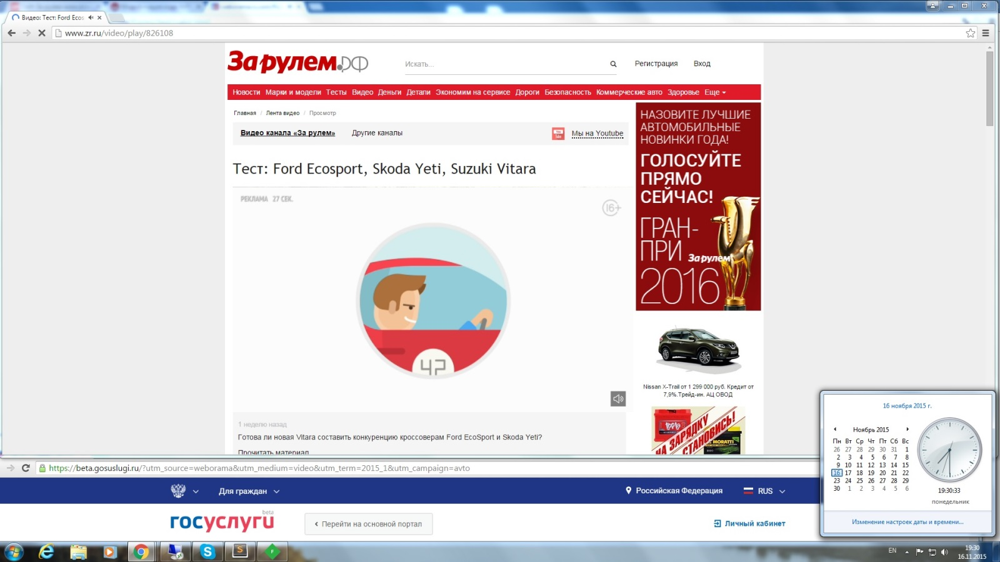 Видео: Тест: Ford Ecos
www.zr.ru/video/play/826108
За рулем.РФ
Искать...
Регистрация
Вход
Новости Марки и модели Тесты Видео Деньги Детали Экономим на сервисе Дороги Безопасность Коммерческие авто Здоровье Еще
Главная / Лента видео / Просмотр
Видео канала «За рулем»
Другие каналы
You Tube
Мы на Youtube
Тест: Ford Ecosport, Skoda Yeti, Suzuki Vitara
РЕКЛАМА 27 СЕК.
16+
42
1 неделю назад
Готова ли новая Vitara составить конкуренцию кроссоверам Ford EcoSport и Skoda Yeti?
Прочитать материал
НАЗОВИТЕ ЛУЧШИЕ
АВТОМОБИЛЬНЫЕ
НОВИНКИ ГОДА!
ГОЛОСУЙТЕ
ПРЯМО
СЕЙЧАС!
ГРАН-
ПРИ
За рулем
2016
Nissan X-Trail от 1 299 000 руб. Кредит от
7,9%.Трейд-ин. АЦ ОВОД
НА ЗАРЯДКУ
СТАНОВИСЬ!
MORATTI
https://beta.gosuslugi.ru/?utm_source=weborama&utm_medium=video&utm_term=2015_1&utm_campaign=avto
Для граждан
Российская Федерация
RUS
госуслуги beta
Перейти на основной портал
Личный кабинет
16 ноября 2015 г.
Ноябрь 2015
Пн Вт Ср Чт Пт Сб Вс
26 27 28 29 30 31 1
2 3 4 5 6 7 8
9 10 11 12 13 14 15
16 17 18 19 20 21 22
23 24 25 26 27 28 29
30 1 2 3 4 5 6
19:30:33
понедельник
Изменение настроек даты и времени...
EN
19:30
16.11.2015